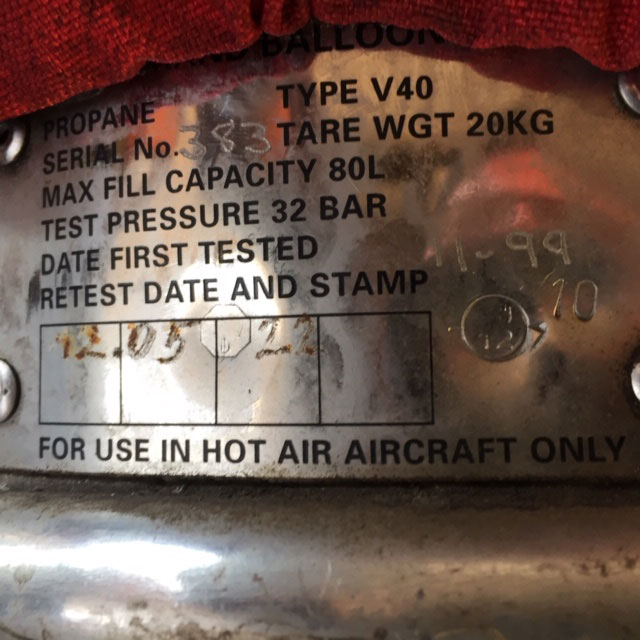 BALLOON
PROPANE TYPE V40
SERIAL No. 383 TARE WGT 20KG
MAX FILL CAPACITY 80L
TEST PRESSURE 32 BAR
DATE FIRST TESTED 11-99
RETEST DATE AND STAMP 10
12.05 22
FOR USE IN HOT AIR AIRCRAFT ONLY